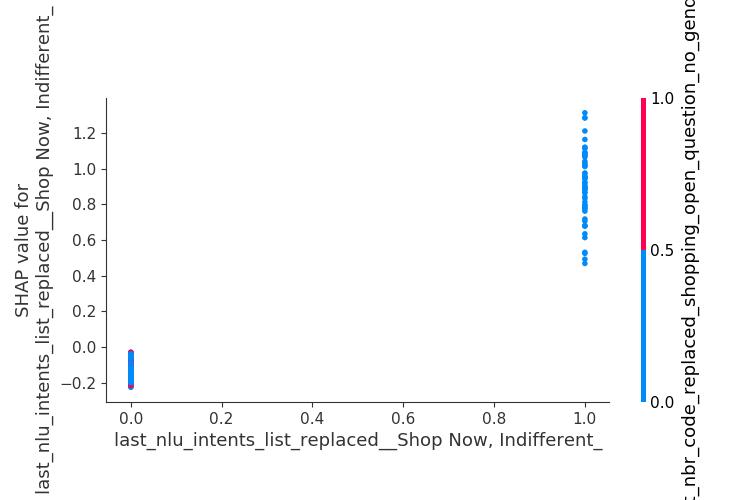 SHAP value for
last_nlu_intents_list_replaced__Shop Now, Indifferent_
1.2
1.0
0.8
0.6
0.4
0.2
0.0
−0.2
0.0 0.2 0.4 0.6 0.8 1.0
last_nlu_intents_list_replaced__Shop Now, Indifferent_
1.0
0.5
0.0
_nbr_code_replaced_shopping_open_question_no_gend